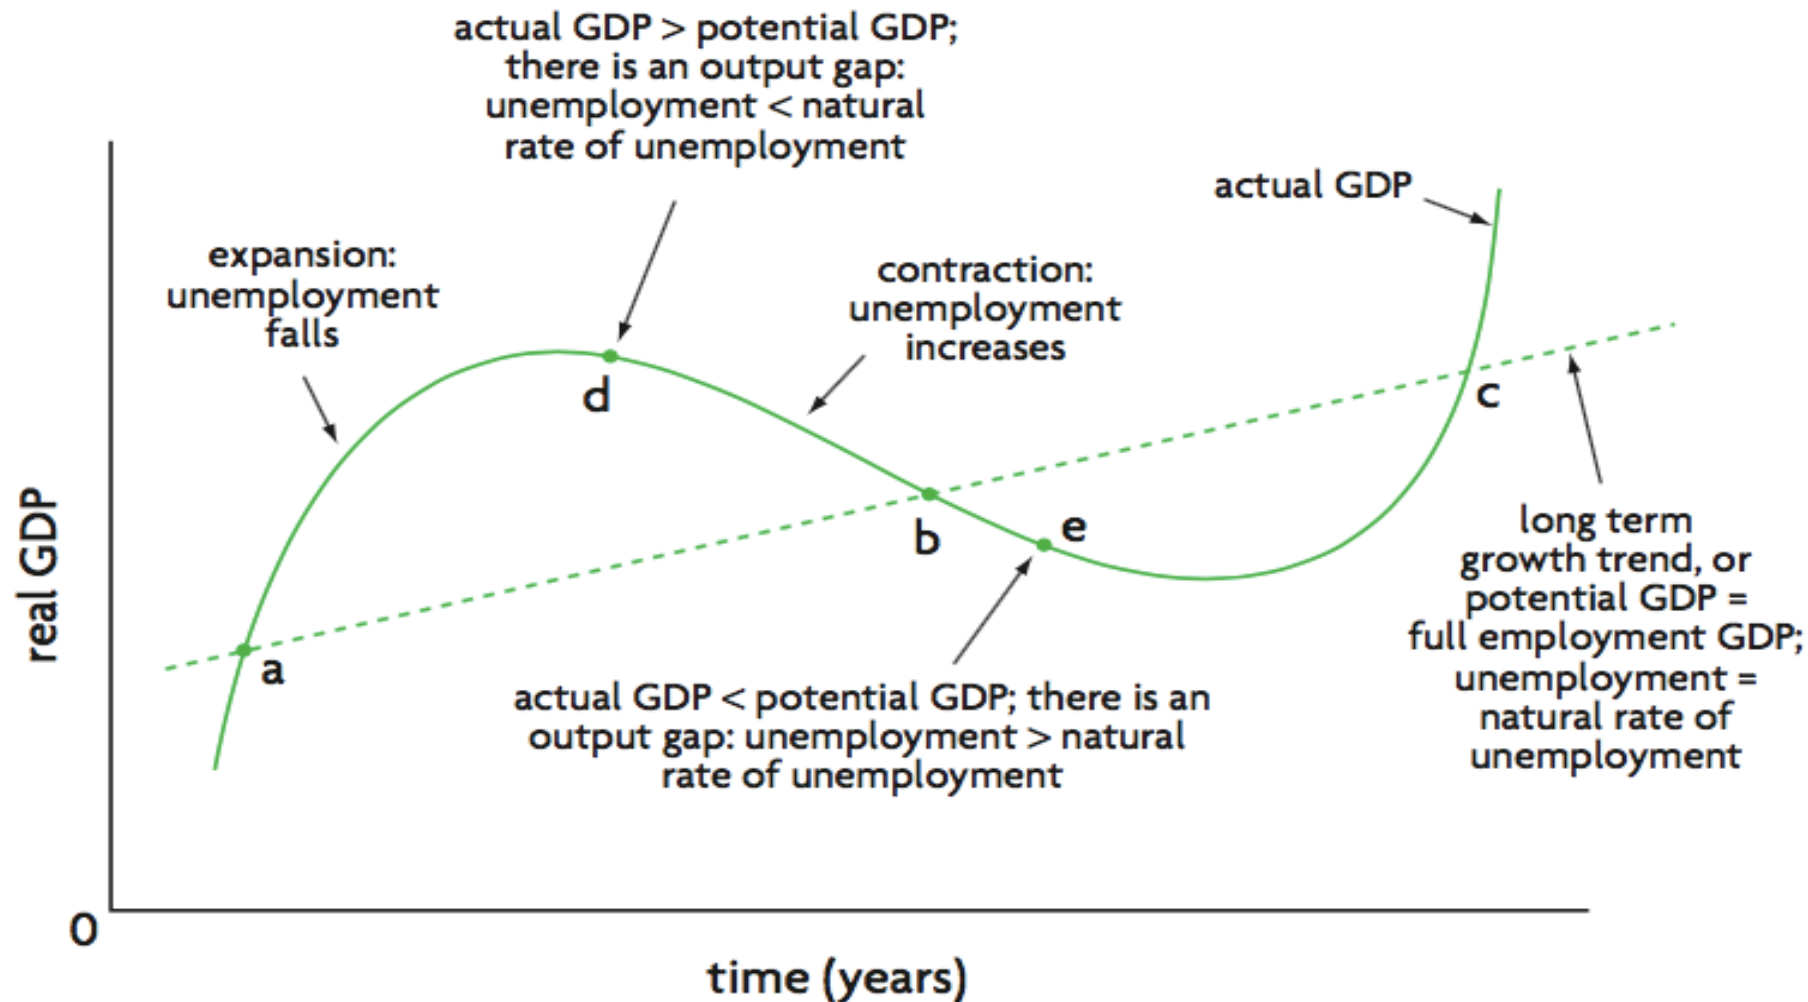 actual GDP > potential GDP;
there is an output gap:
unemployment < natural
rate of unemployment
actual GDP
expansion:
unemployment
falls
contraction:
unemployment
increases
d
c
b
e
a
real GDP
long term
growth trend, or
potential GDP =
full employment GDP;
unemployment =
natural rate of
unemployment
actual GDP < potential GDP; there is an
output gap: unemployment > natural
rate of unemployment
0
time (years)